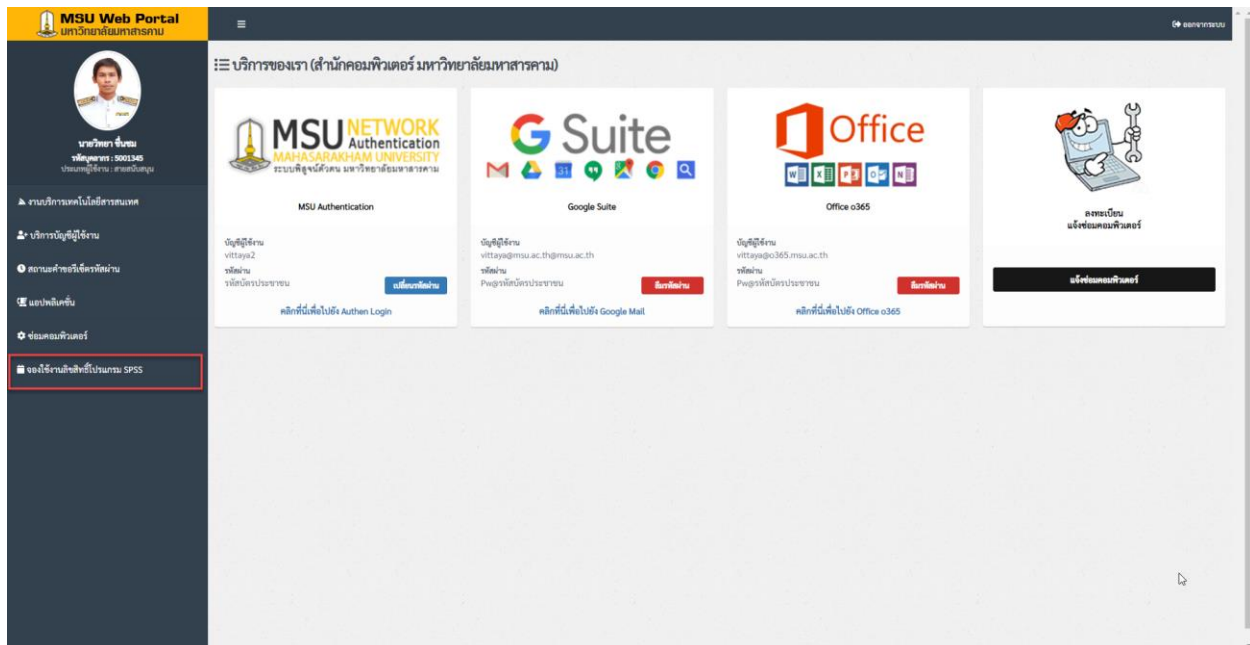 MSU Web Portal
มหาวิทยาลัยมหาสารคาม
ออกจากระบบ
นายวิทยา ชื่นชม
รหัสบุคลากร : 5001345
ประเภทผู้ใช้งาน : สายสนับสนุน
งานบริการเทคโนโลยีสารสนเทศ
บริการบัญชีผู้ใช้งาน
สถานะคำขอรีเซ็ตรหัสผ่าน
แอปพลิเคชั่น
ซ่อมคอมพิวเตอร์
จองใช้งานลิขสิทธิ์โปรแกรม SPSS
บริการของเรา (สำนักคอมพิวเตอร์ มหาวิทยาลัยมหาสารคาม)
MSU NETWORK
Authentication
MAHASARAKHAM UNIVERSITY
ระบบพิสูจน์ตัวตน มหาวิทยาลัยมหาสารคาม
MSU Authentication
บัญชีผู้ใช้งาน
vittaya2
รหัสผ่าน
รหัสบัตรประชาชน
เปลี่ยนรหัสผ่าน
คลิกที่นี่เพื่อไปยัง Authen Login
G Suite
31
Google Suite
บัญชีผู้ใช้งาน
vittaya@msu.ac.th@msu.ac.th
รหัสผ่าน
Pw@รหัสบัตรประชาชน
ลืมรหัสผ่าน
คลิกที่นี่เพื่อไปยัง Google Mail
Office
Office o365
บัญชีผู้ใช้งาน
vittaya@o365.msu.ac.th
รหัสผ่าน
Pw@รหัสบัตรประชาชน
ลืมรหัสผ่าน
คลิกที่นี่เพื่อไปยัง Office o365
ลงทะเบียน
แจ้งซ่อมคอมพิวเตอร์
แจ้งซ่อมคอมพิวเตอร์